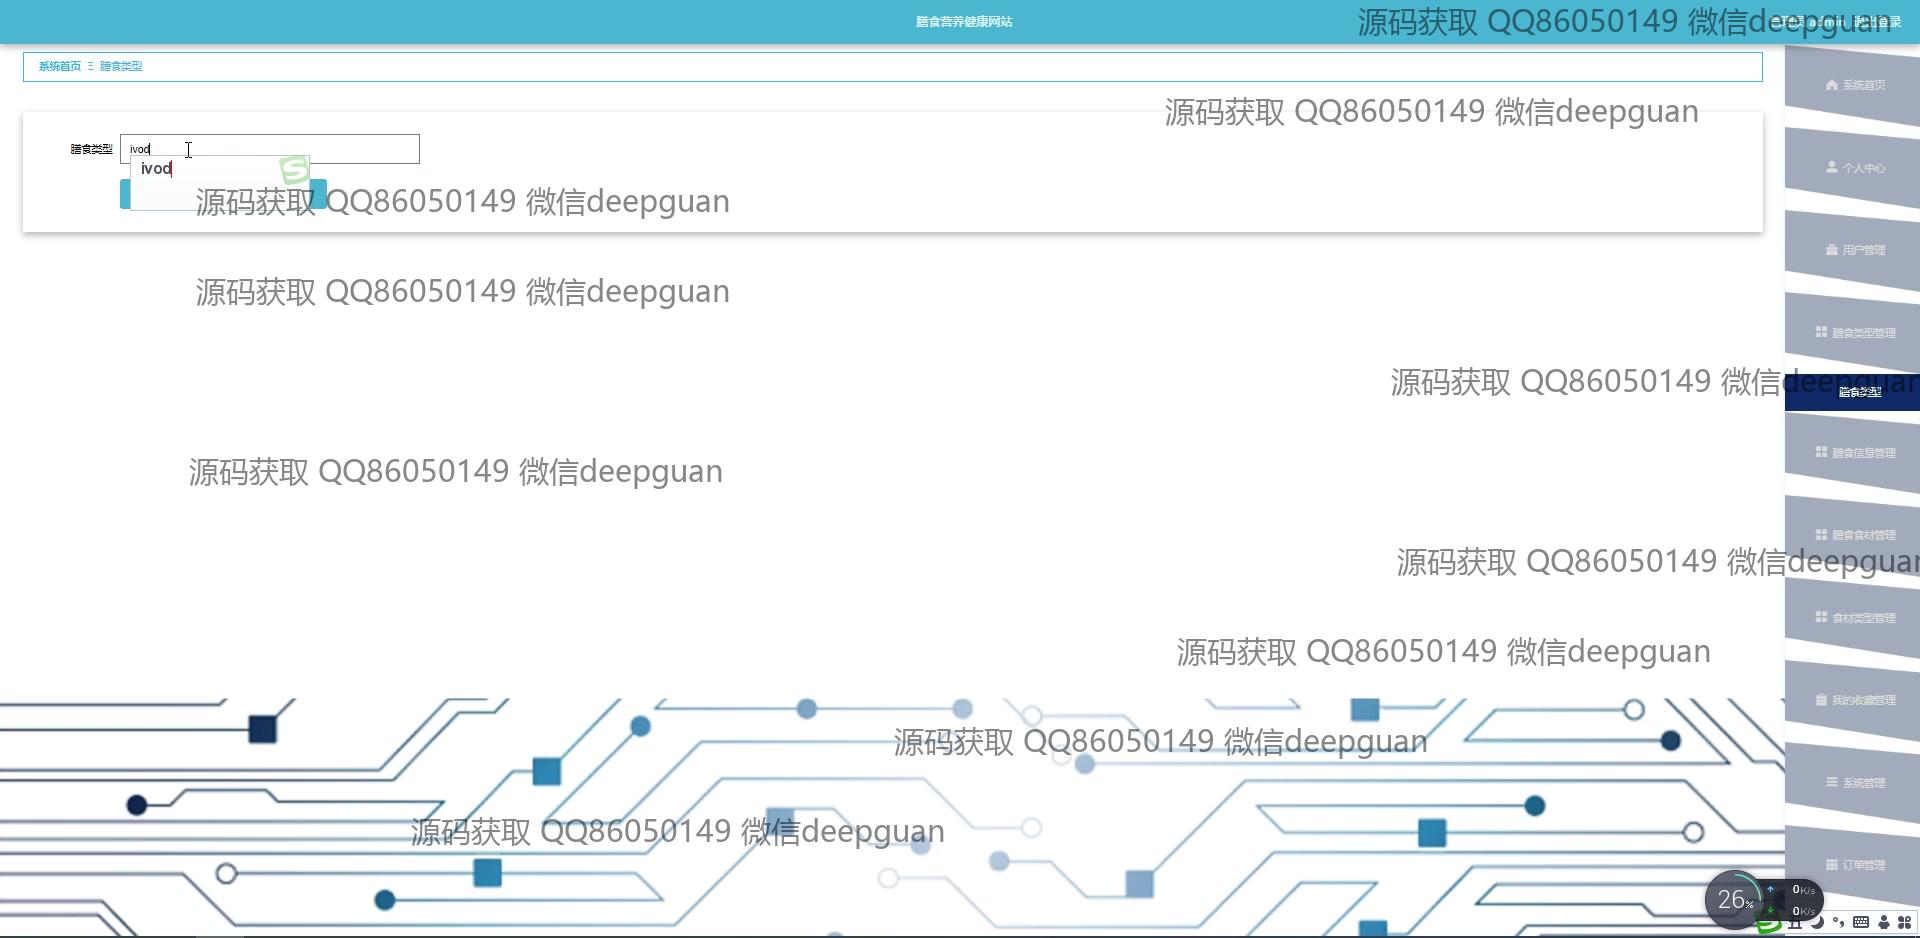 膳食营养健康网站
源码获取 QQ86050149 微信deepguan
admin
系统首页 Ξ 膳食类型
系统首页
源码获取 QQ86050149 微信deepguan
膳食类型
ivod
个人中心
ivod
源码获取 QQ86050149 微信deepguan
用户管理
源码获取 QQ86050149 微信deepguan
膳食类型管理
源码获取 QQ86050149 微信deepguan
膳食类型
膳食信息管理
源码获取 QQ86050149 微信deepguan
膳食食材管理
源码获取 QQ86050149 微信deepguan
食材类型管理
源码获取 QQ86050149 微信deepguan
我的收藏管理
源码获取 QQ86050149 微信deepguan
系统管理
源码获取 QQ86050149 微信deepguan
订单管理
26%
0K/s
0K/s